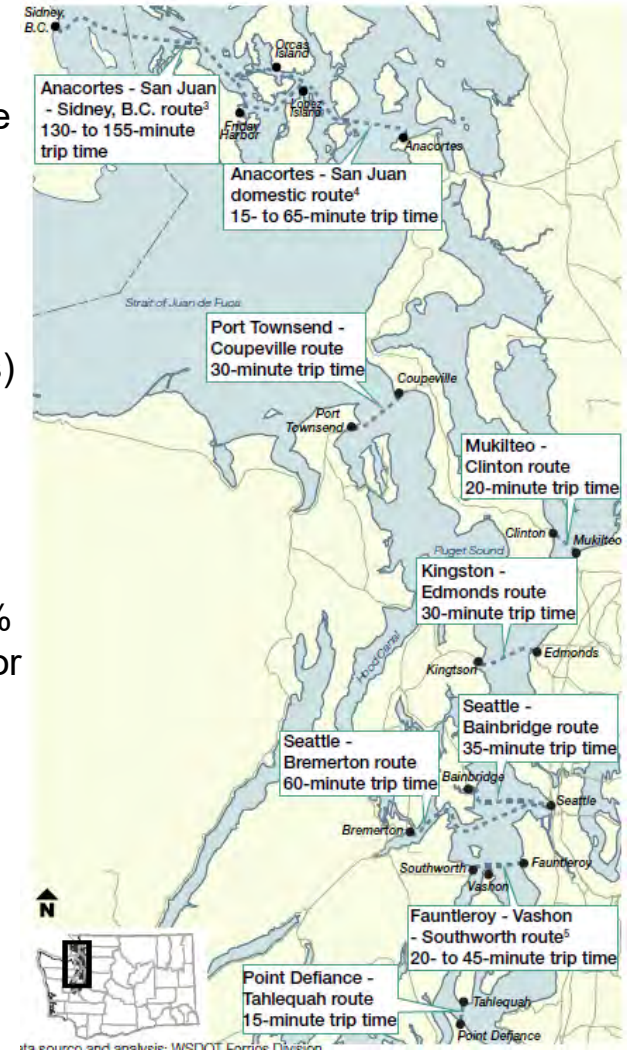 Sidney,
B.C.
Orcas
Island
Anacortes - San Juan
- Sidney, B.C. route³
130- to 155-minute
trip time
e
Lopez
Island
Friday
Harbor
Anacortes
Anacortes - San Juan
domestic route⁴
15- to 65-minute trip time
Strait of Juan de Fuca
Port Townsend -
Coupeville route
30-minute trip time
)
Coupeville
Port
Townsend
Mukilteo -
Clinton route
20-minute trip time
Clinton
Mukilteo
Puget Sound
Kingston -
Edmonds route
30-minute trip time
%
or
Hood Canal
Edmonds
Kingtson
Seattle -
Bainbridge route
35-minute trip time
Seattle -
Bremerton route
60-minute trip time
Bainbridge
Seattle
Bremerton
Southworth
Fauntleroy
Vashon
N
Fauntleroy - Vashon
- Southworth route⁵
20- to 45-minute trip time
Point Defiance -
Tahlequah route
15-minute trip time
Tahlequah
Point Defiance
source and analysis: WSDOT Ferries Division